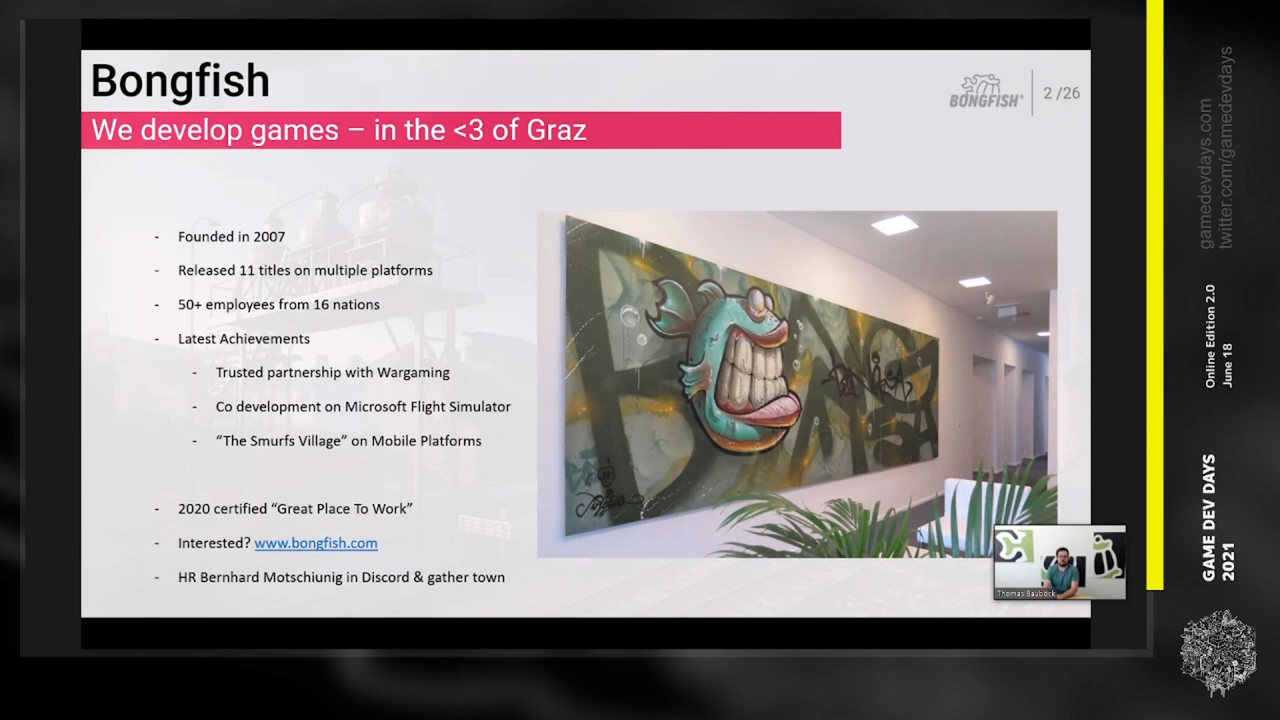 Bongfish
We develop games – in the <3 of Graz
BONGFISH®
2 /26
- Founded in 2007
- Released 11 titles on multiple platforms
- 50+ employees from 16 nations
- Latest Achievements
- Trusted partnership with Wargaming
- Co development on Microsoft Flight Simulator
- “The Smurfs Village” on Mobile Platforms
- 2020 certified “Great Place To Work”
- Interested? www.bongfish.com
- HR Bernhard Motschiunig in Discord & gather town
Thomas Bauböck
gamedevdays.com
twitter.com/gamedevdays
Online Edition 2.0
June 18
GAME DEV DAYS
2021